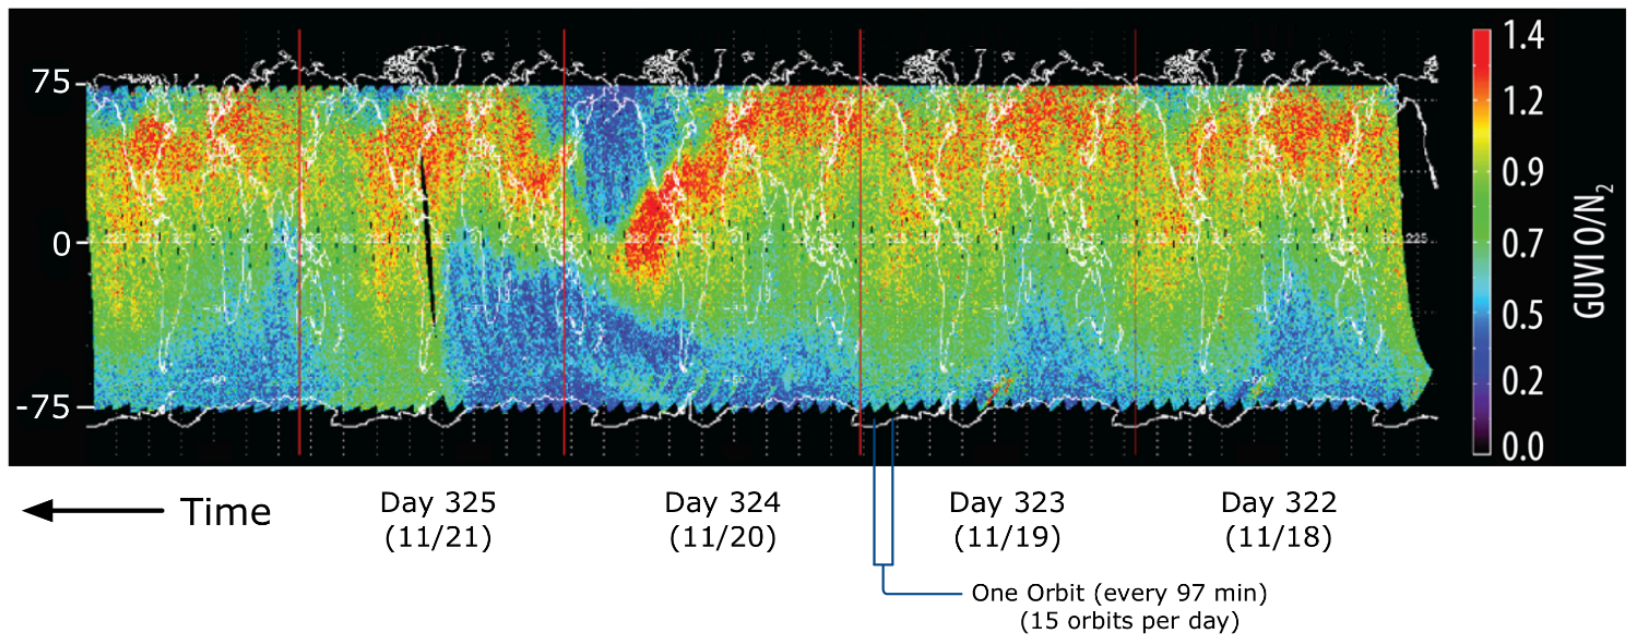 75
0
-75
1.4
1.2
0.9
0.7
0.5
0.2
0.0
GUVI O/N2
225
Time
Day 325
(11/21)
Day 324
(11/20)
Day 323
(11/19)
Day 322
(11/18)
One Orbit (every 97 min)
(15 orbits per day)